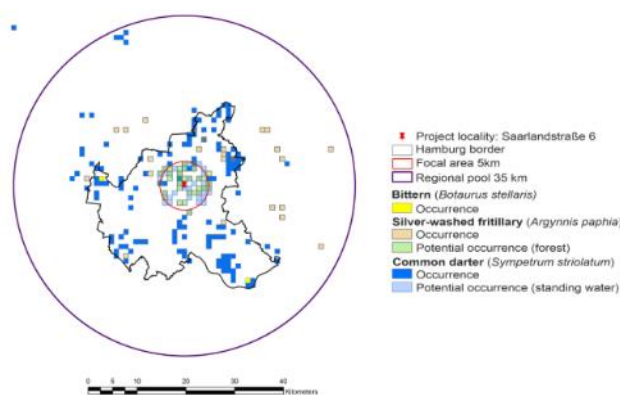 Project locality: Saarlandstraße 6
Hamburg border
Focal area 5km
Regional pool 35 km
Bittern (Botaurus stellaris)
Occurrence
Silver-washed fritillary (Argynnis paphia)
Occurrence
Potential occurrence (forest)
Common darter (Sympetrum striolatum)
Occurrence
Potential occurrence (standing water)
0 5 10 20 30 40
Kilometers